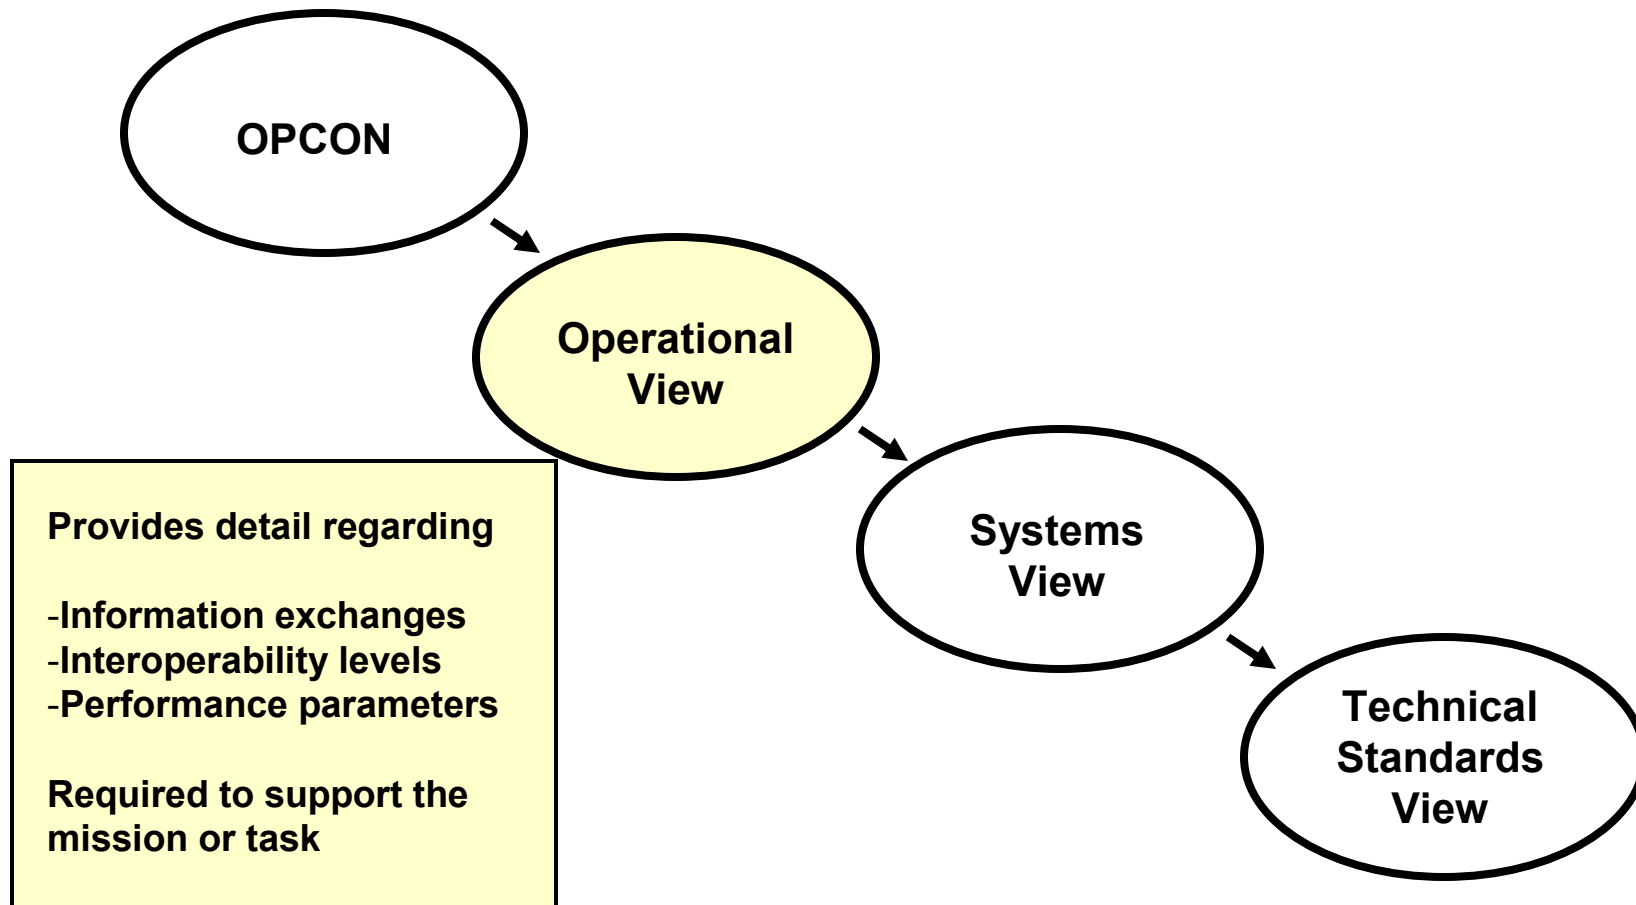 OPCON
Operational
View
Systems
View
Technical
Standards
View
Provides detail regarding
-Information exchanges
-Interoperability levels
-Performance parameters
Required to support the
mission or task